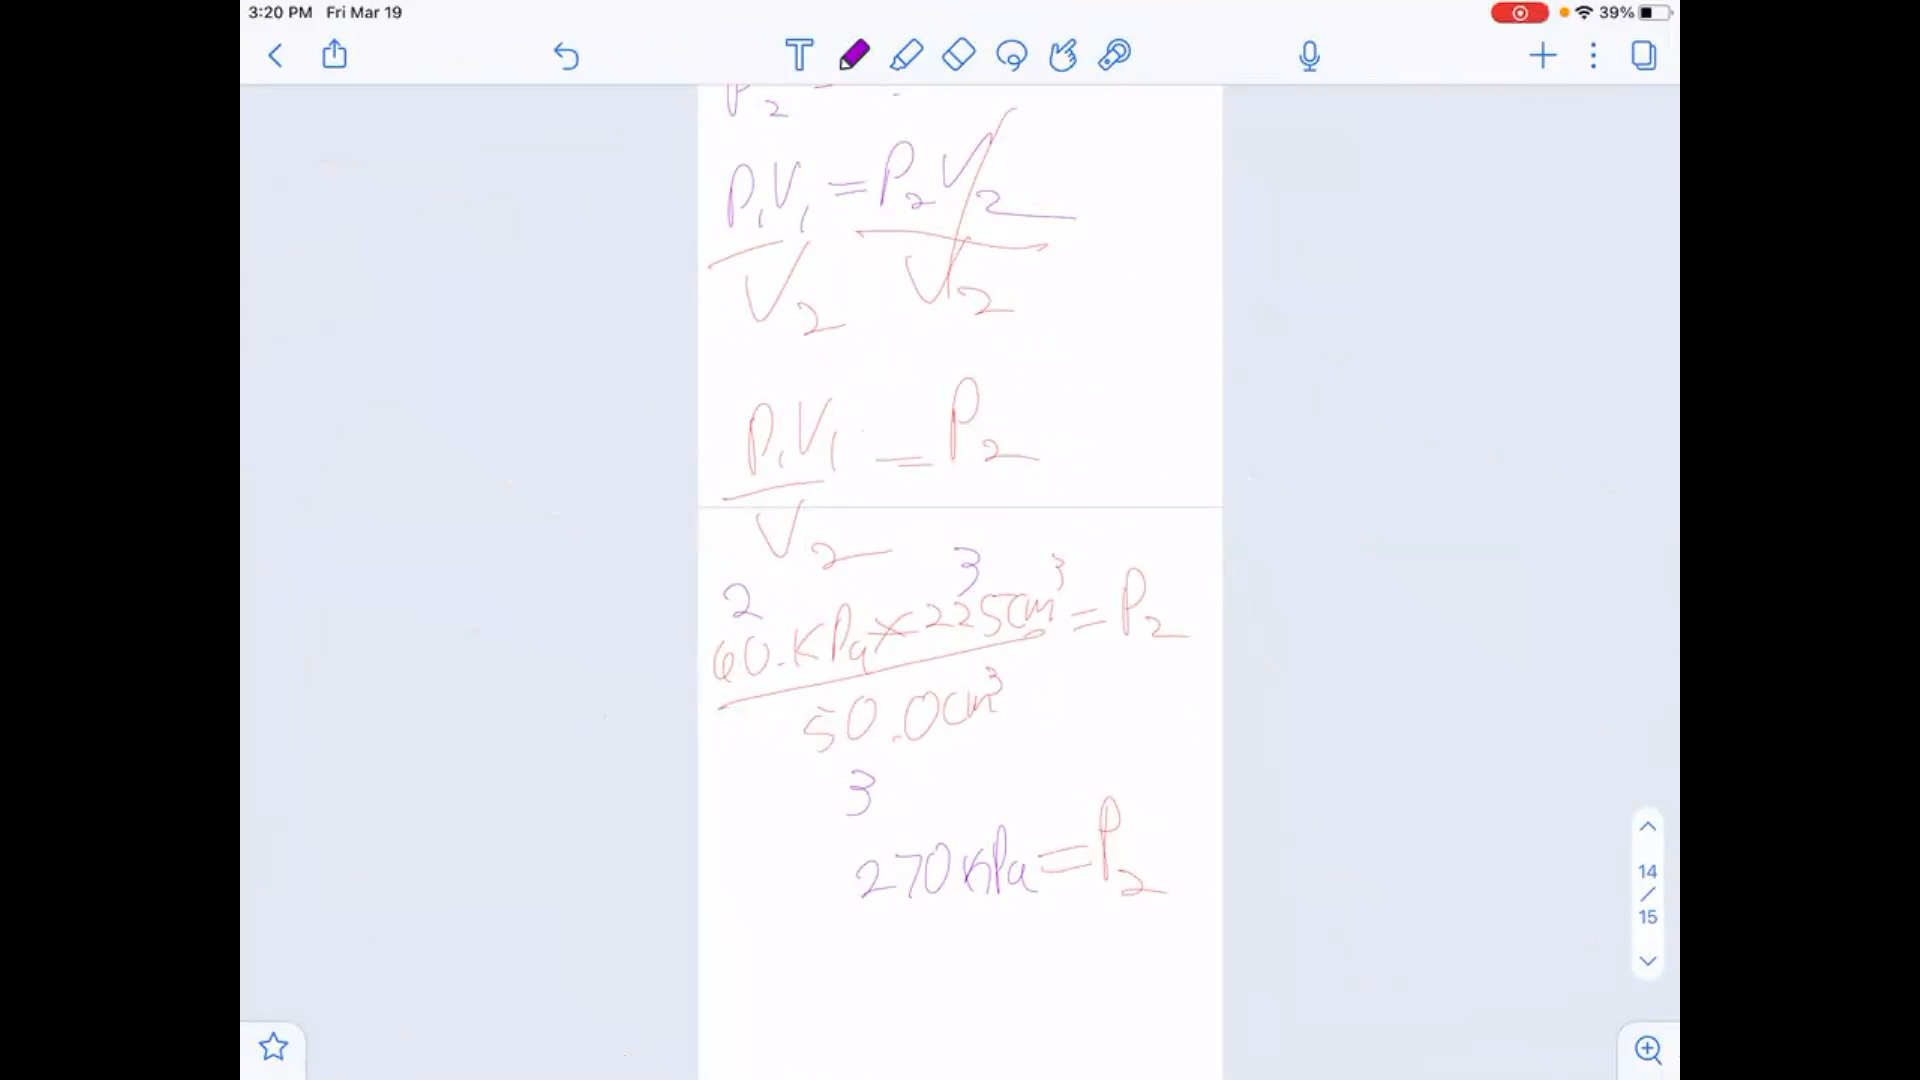 3:20 PM Fri Mar 19
39%
T
P₂ =
P₁V₁ = P₂V₂
V₂ V₂
P₁V₁ = P₂
V₂
2 3
60. KPa × 225cm³ = P₂
50.0cm³
3
270 KPa = P₂
14
/
15